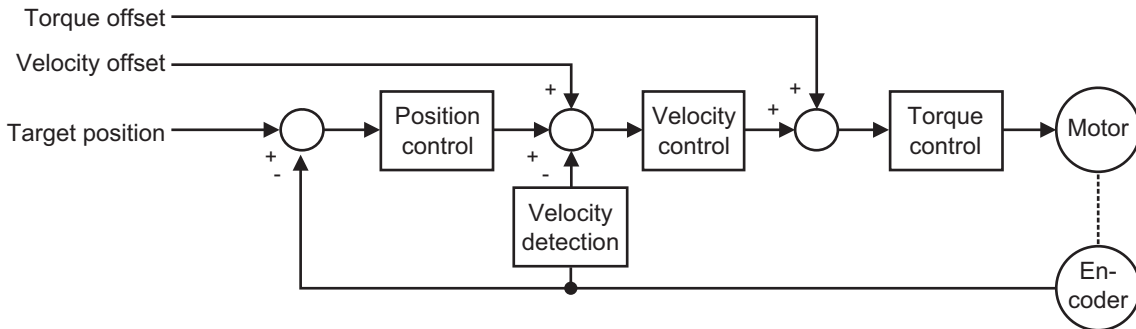 Torque offset
Velocity offset
Target position
+
-
Position
control
+
+
-
Velocity
detection
Velocity
control
+
+
Torque
control
Motor
En-
coder